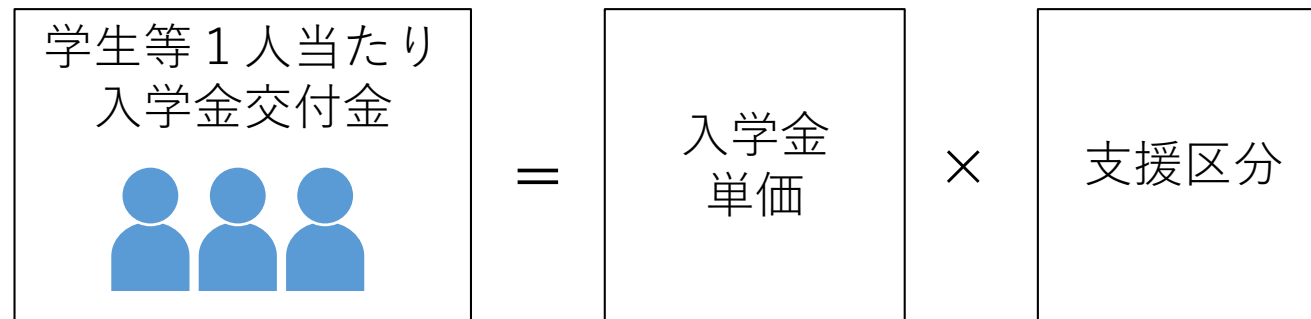 学生等１人当たり
入学金交付金
＝
入学金
単価
×
支援区分